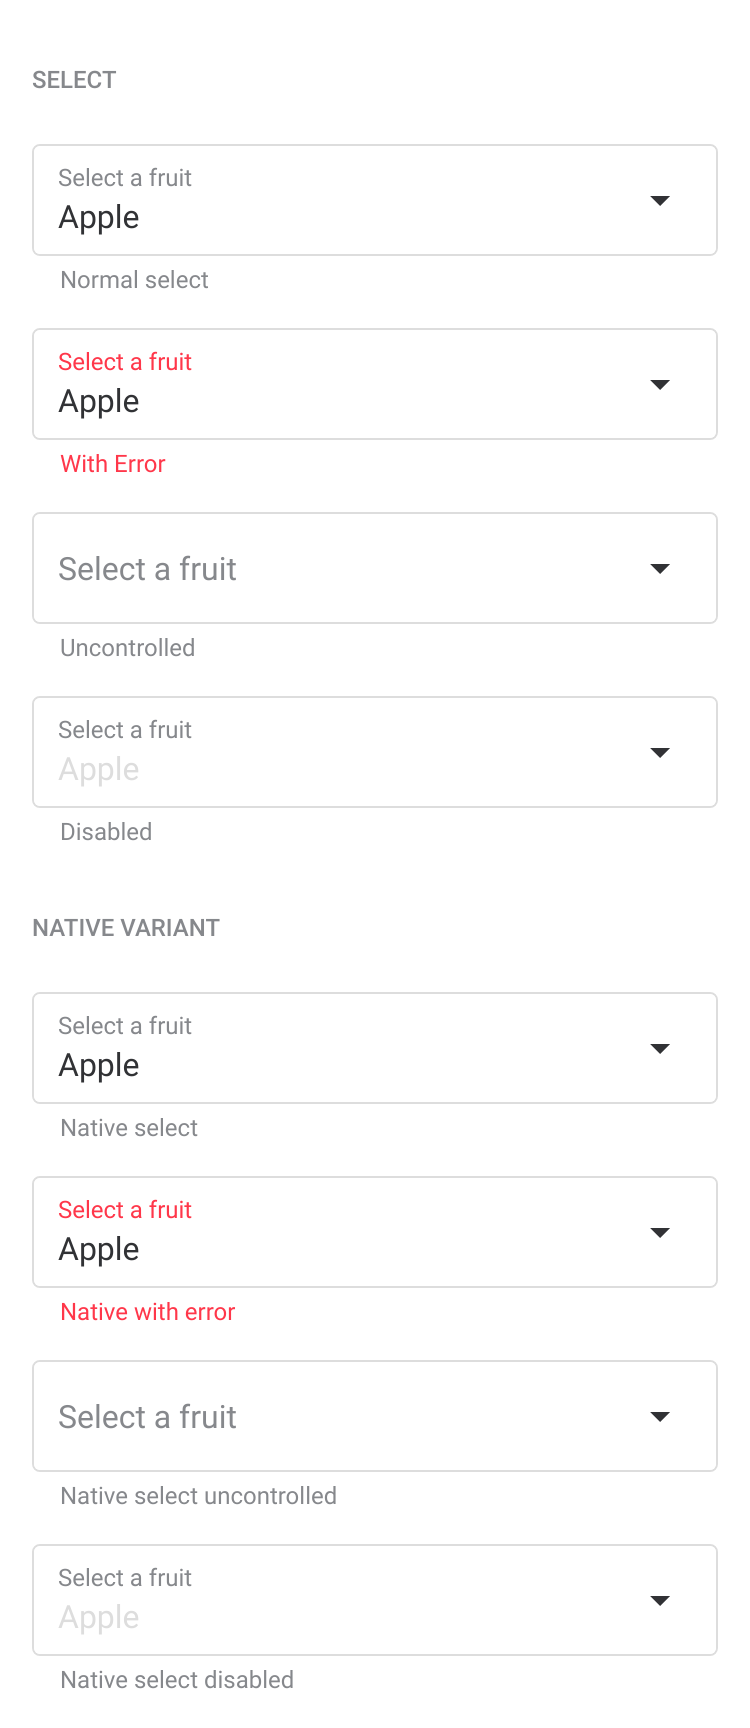 SELECT
Select a fruit
Apple
Normal select
Select a fruit
Apple
With Error
Select a fruit
Uncontrolled
Select a fruit
Apple
Disabled
NATIVE VARIANT
Select a fruit
Apple
Native select
Select a fruit
Apple
Native with error
Select a fruit
Native select uncontrolled
Select a fruit
Apple
Native select disabled